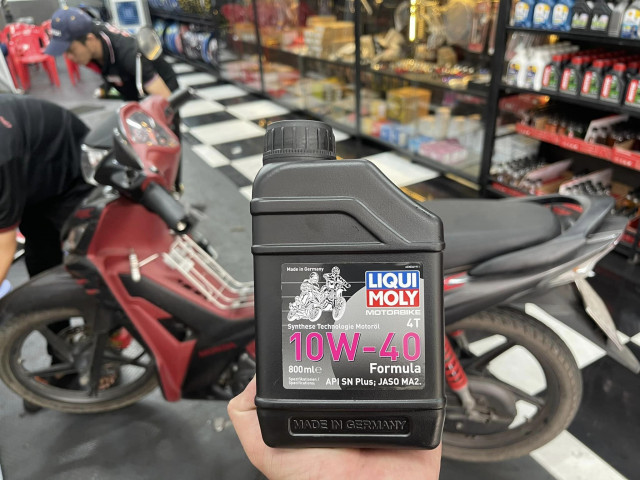 Made in Germany
LIQUI
MOLY
MOTORBIKE
4T
Synthese Technologie Motoröl
10W-40
800ml e
Formula
API SN Plus; JASO MA2.
MADE IN GERMANY